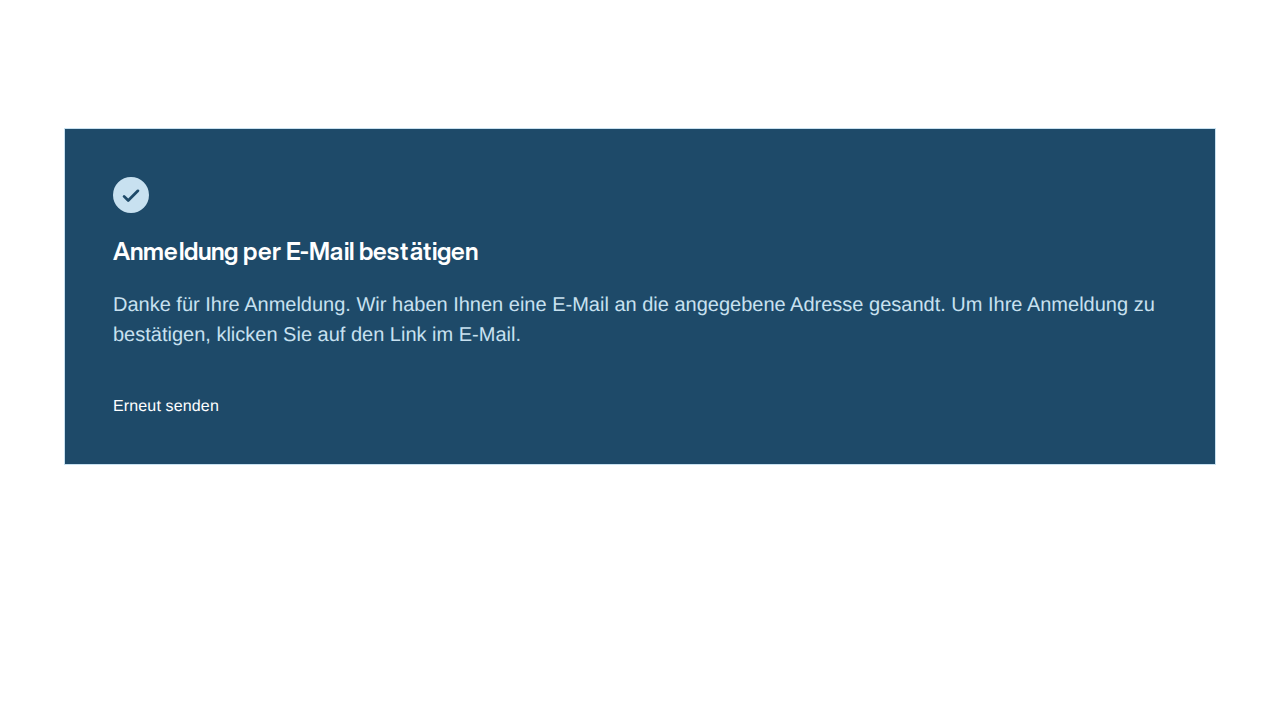 Anmeldung per E-Mail bestätigen
Danke für Ihre Anmeldung. Wir haben Ihnen eine E-Mail an die angegebene Adresse gesandt. Um Ihre Anmeldung zu
bestätigen, klicken Sie auf den Link im E-Mail.
Erneut senden